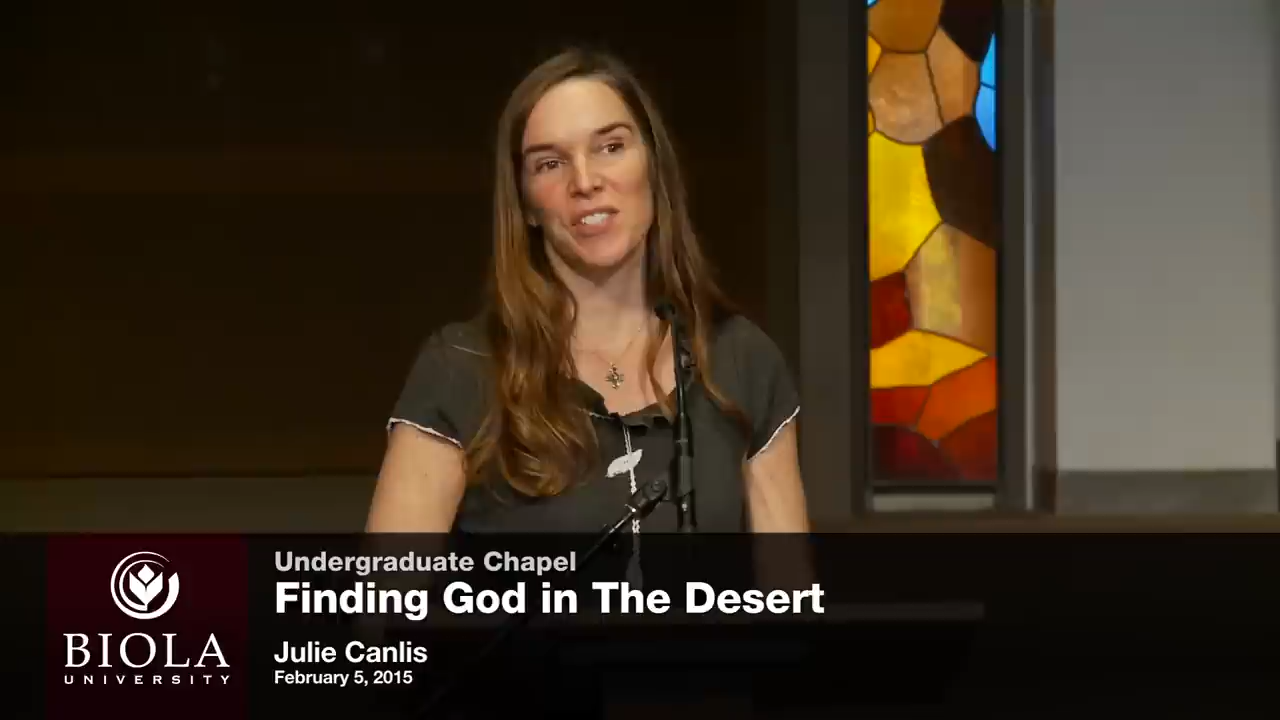 Undergraduate Chapel
Finding God in The Desert
BIOLA
UNIVERSITY
Julie Canlis
February 5, 2015